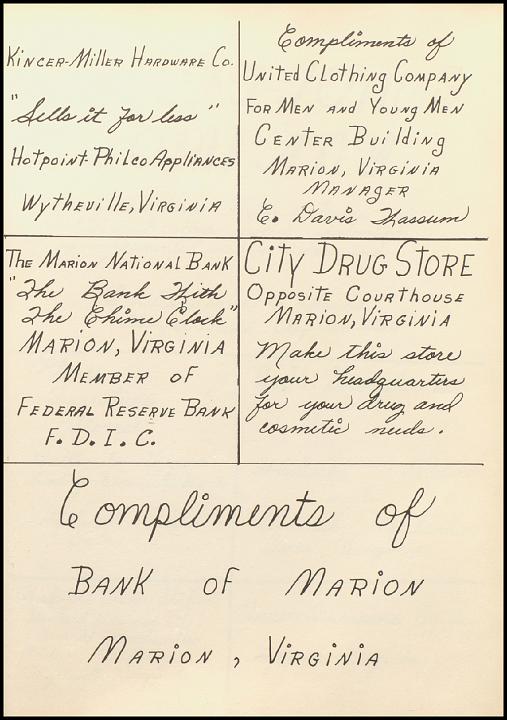 Kincer-Miller Hardware Co.
"Sells it for less"
Hotpoint-Philco Appliances
Wytheville, Virginia
Compliments of
United Clothing Company
For Men and Young Men
Center Building
Marion, Virginia
Manager
E. Davis Thassum
The Marion National Bank
"The Bank With
The Chime Clock"
Marion, Virginia
Member of
Federal Reserve Bank
F. D. I. C.
City Drug Store
Opposite Courthouse
Marion, Virginia
Make this store
your headquarters
for your drug and
cosmetic needs.
Compliments of
Bank of Marion
Marion, Virginia